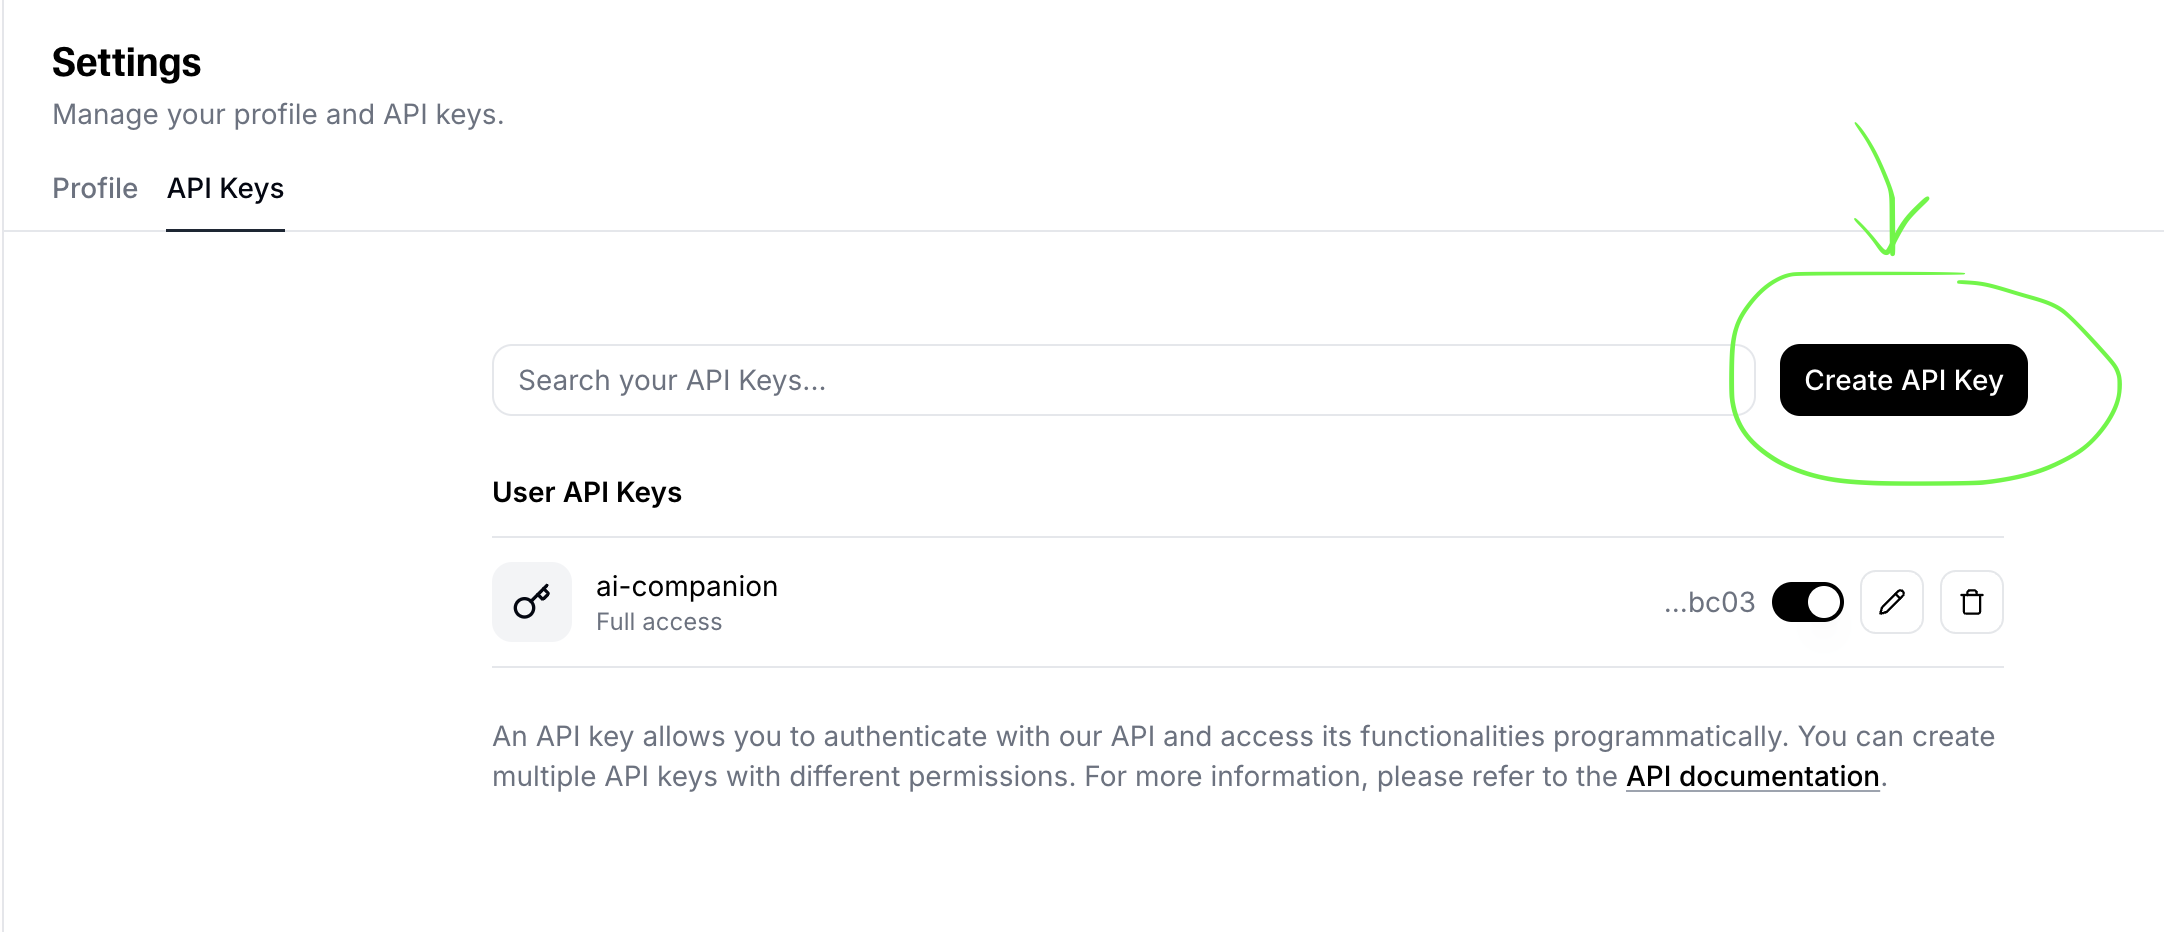 Settings
Manage your profile and API keys.
Profile API Keys
Search your API Keys...
Create API Key
User API Keys
ai-companion
Full access
...bc03
An API key allows you to authenticate with our API and access its functionalities programmatically. You can create
multiple API keys with different permissions. For more information, please refer to the API documentation.